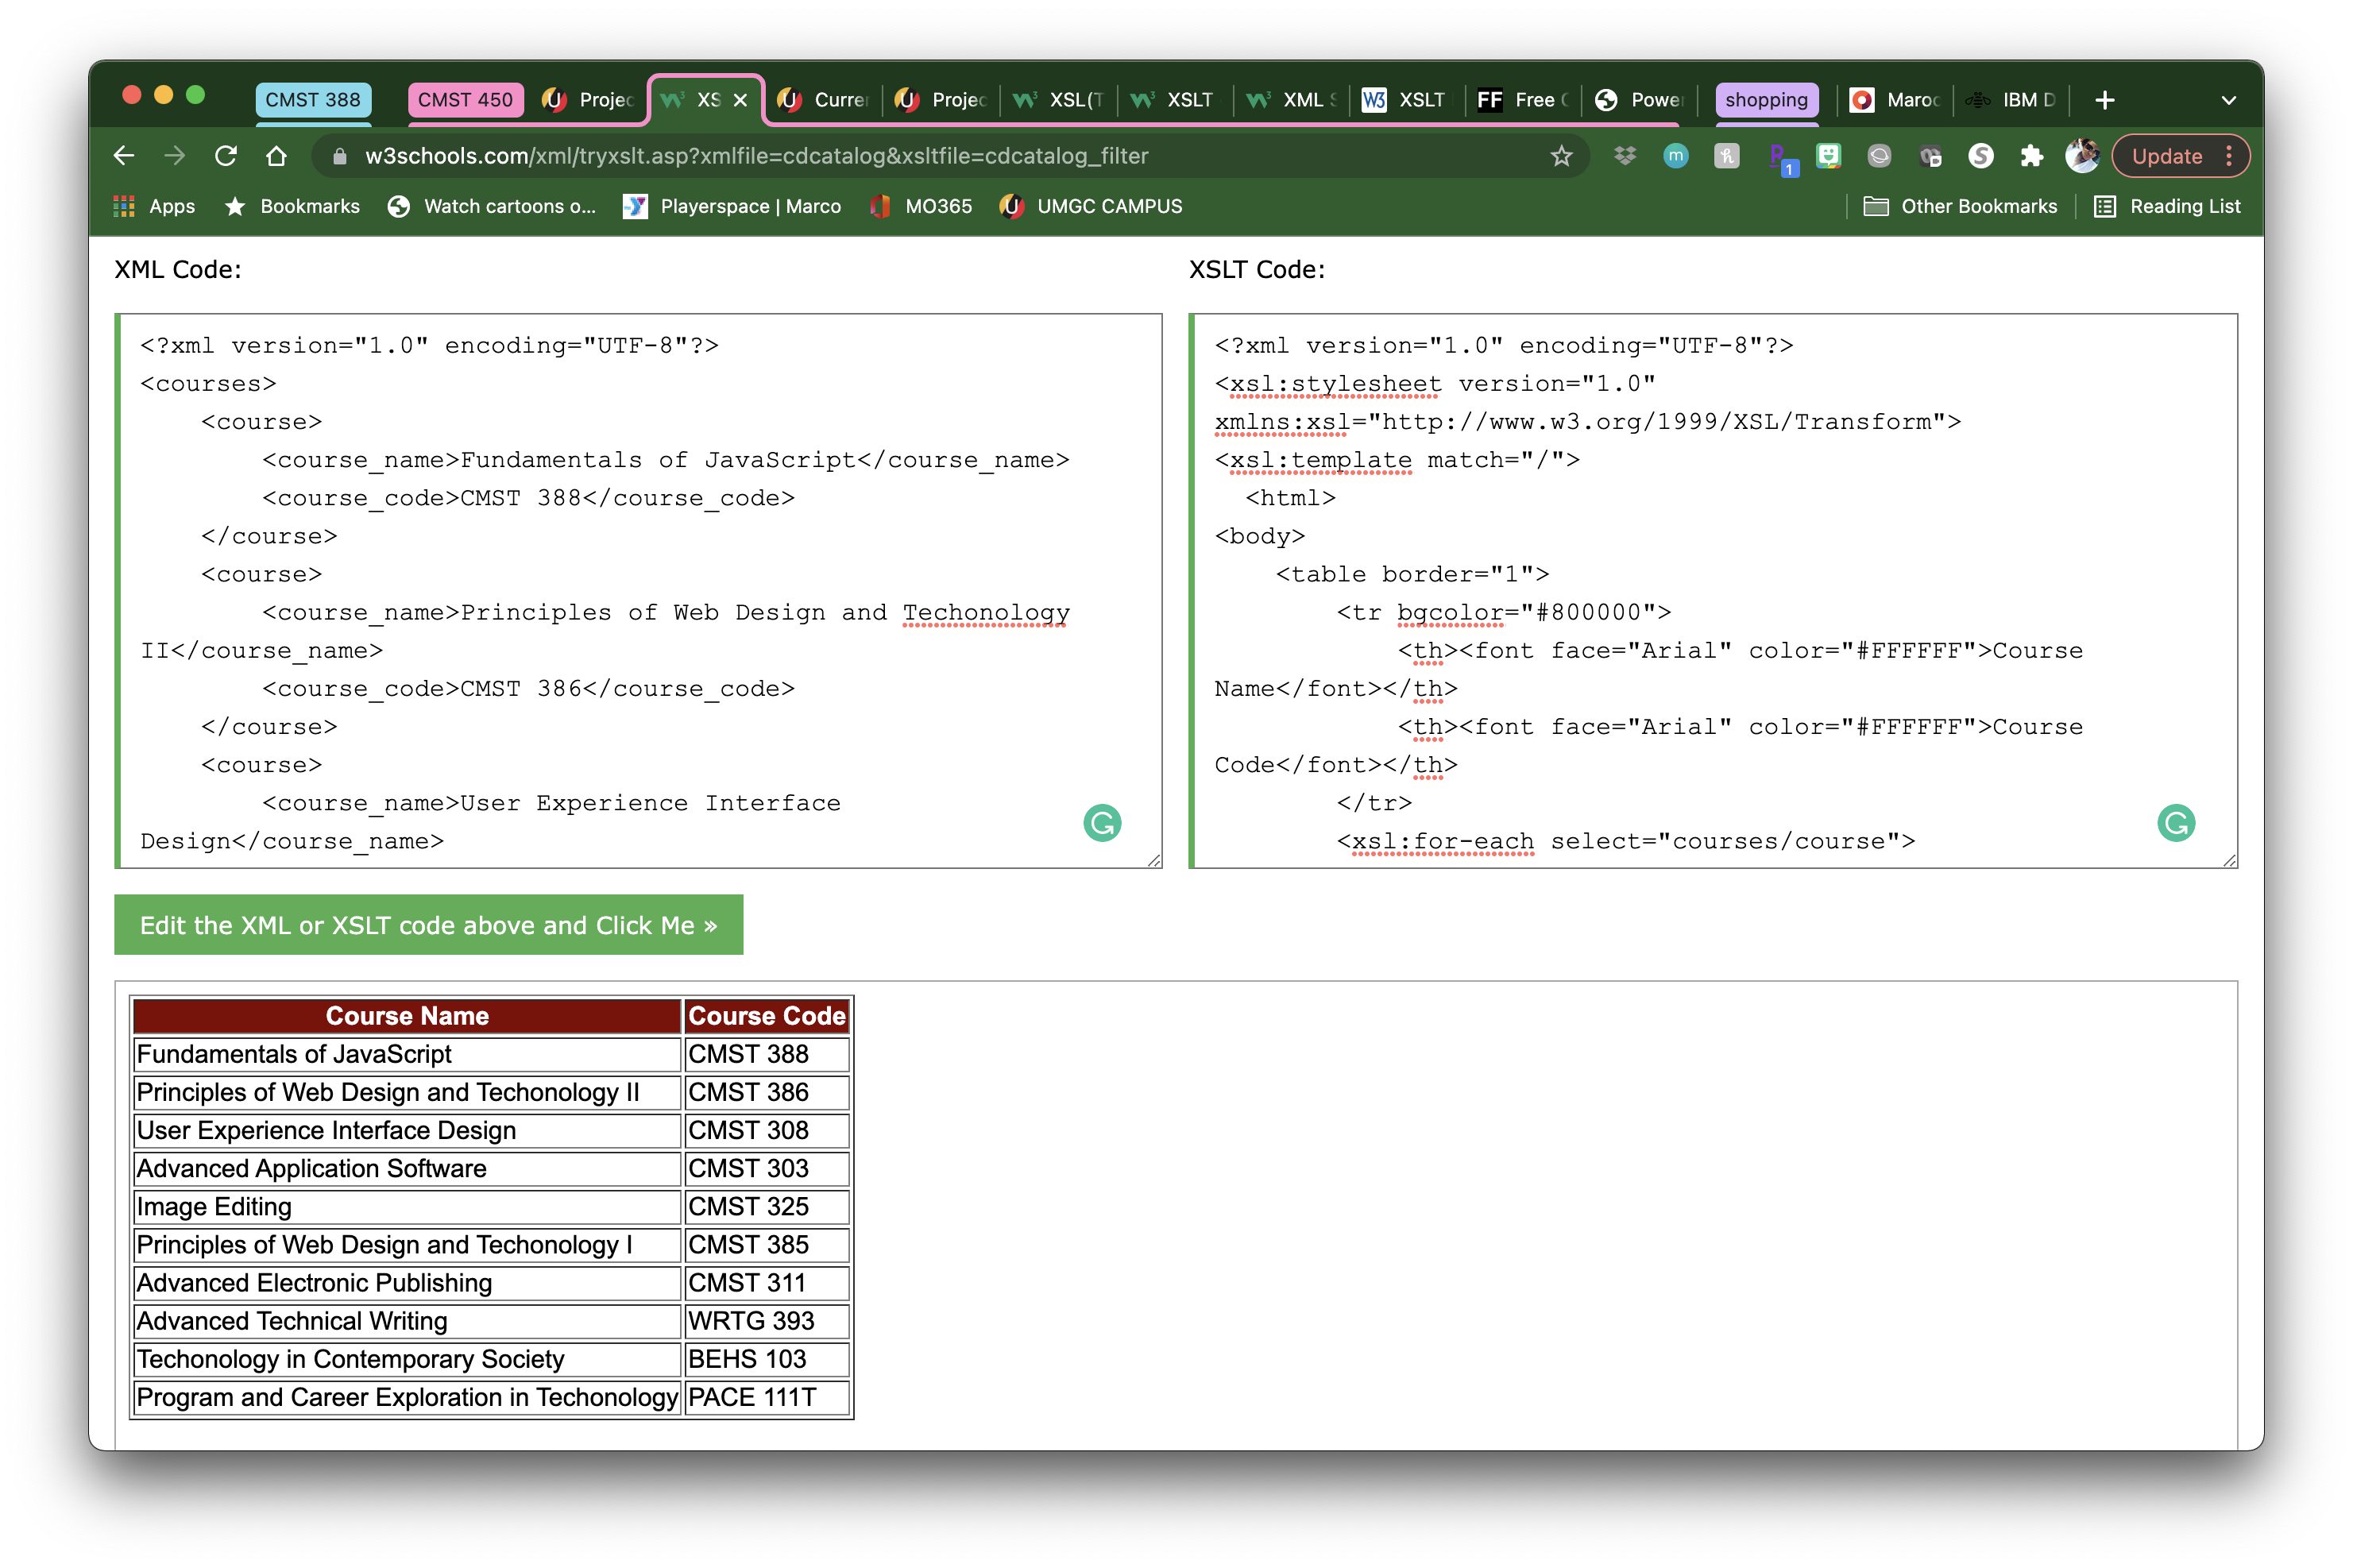 CMST 388 CMST 450 Projec XS Curre Projec XSL(T XSLT XML S XSLT Free Power shopping Maroc IBM D
w3schools.com/xml/tryxslt.asp?xmlfile=cdcatalog&xsltfile=cdcatalog_filter Update
Apps Bookmarks Watch cartoons o... Playerspace | Marco MO365 UMGC CAMPUS Other Bookmarks Reading List
XML Code:
<?xml version="1.0" encoding="UTF-8"?>
<courses>
<course>
<course_name>Fundamentals of JavaScript</course_name>
<course_code>CMST 388</course_code>
</course>
<course>
<course_name>Principles of Web Design and Techonology
II</course_name>
<course_code>CMST 386</course_code>
</course>
<course>
<course_name>User Experience Interface
Design</course_name>
XSLT Code:
<?xml version="1.0" encoding="UTF-8"?>
<xsl:stylesheet version="1.0"
xmlns:xsl="http://www.w3.org/1999/XSL/Transform">
<xsl:template match="/">
<html>
<body>
<table border="1">
<tr bgcolor="#800000">
<th><font face="Arial" color="#FFFFFF">Course
Name</font></th>
<th><font face="Arial" color="#FFFFFF">Course
Code</font></th>
</tr>
<xsl:for-each select="courses/course">
Edit the XML or XSLT code above and Click Me »
Course Name Course Code
Fundamentals of JavaScript CMST 388
Principles of Web Design and Techonology II CMST 386
User Experience Interface Design CMST 308
Advanced Application Software CMST 303
Image Editing CMST 325
Principles of Web Design and Techonology I CMST 385
Advanced Electronic Publishing CMST 311
Advanced Technical Writing WRTG 393
Techonology in Contemporary Society BEHS 103
Program and Career Exploration in Techonology PACE 111T